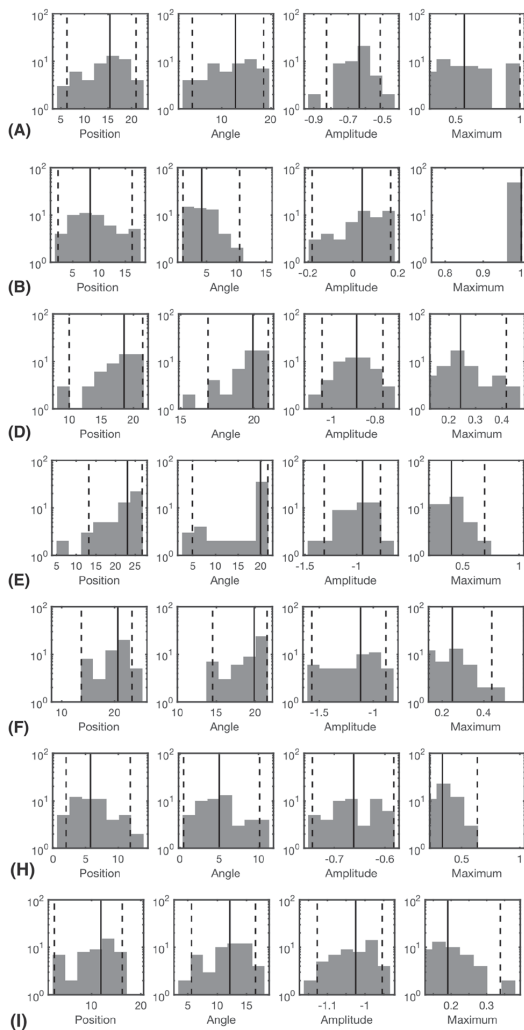 10² 10¹ 10⁰
5 10 15 20 5 10 15 20 -0.9 -0.7 -0.5 0.5 1
(A) Position Angle Amplitude Maximum
10² 10¹ 10⁰
5 10 15 5 10 15 -0.2 0 0.2 0.8 0.9 1
(B) Position Angle Amplitude Maximum
10² 10¹ 10⁰
10 15 20 15 20 -1 -0.8 0.2 0.3 0.4
(D) Position Angle Amplitude Maximum
10² 10¹ 10⁰
5 10 15 20 25 5 10 15 20 -1.5 -1 0.5 1
(E) Position Angle Amplitude Maximum
10² 10¹ 10⁰
10 20 10 15 20 -1.5 -1 0.2 0.4
(F) Position Angle Amplitude Maximum
10² 10¹ 10⁰
0 5 10 0 5 10 -0.7 -0.6 0.5 1
(H) Position Angle Amplitude Maximum
10² 10¹ 10⁰
10 20 5 10 15 -1.1 -1 0.2 0.3
(I) Position Angle Amplitude Maximum